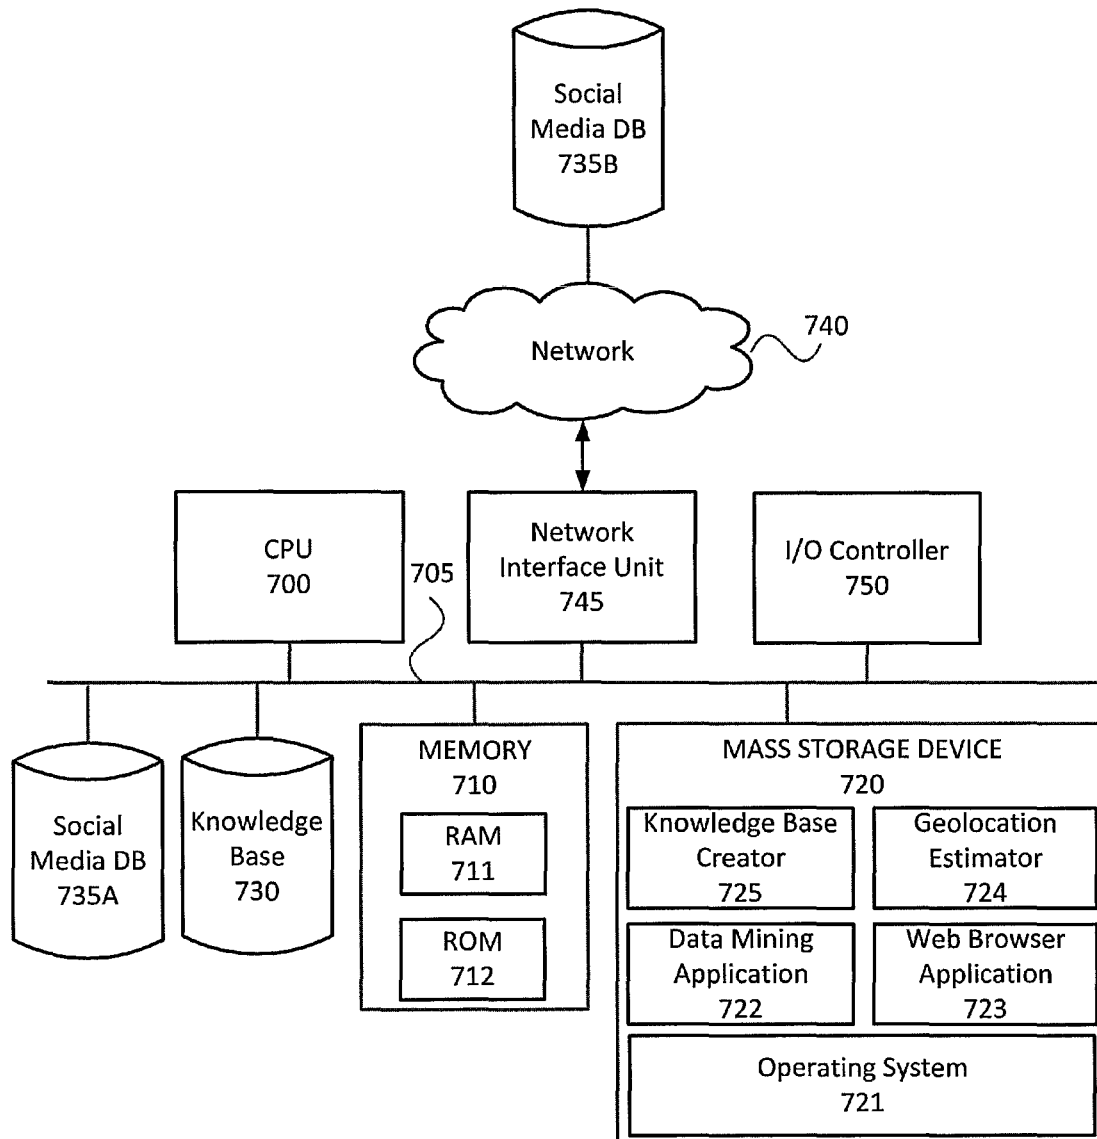 Social
Media DB
735B
Network
740
CPU
700
705
Network
Interface Unit
745
I/O Controller
750
Social
Media DB
735A
Knowledge
Base
730
MEMORY
710
RAM
711
ROM
712
MASS STORAGE DEVICE
720
Knowledge Base
Creator
725
Geolocation
Estimator
724
Data Mining
Application
722
Web Browser
Application
723
Operating System
721